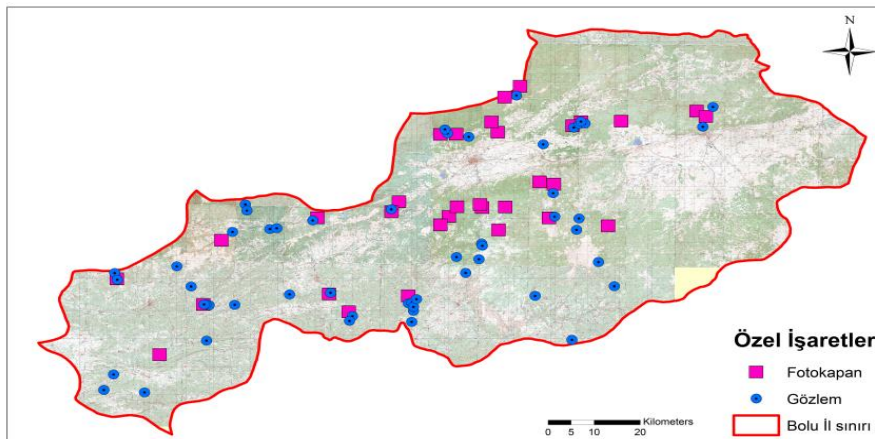 N
Özel İşaretler
Fotokapan
Gözlem
Bolu İl sınırı
Kilometers
0 5 10 20